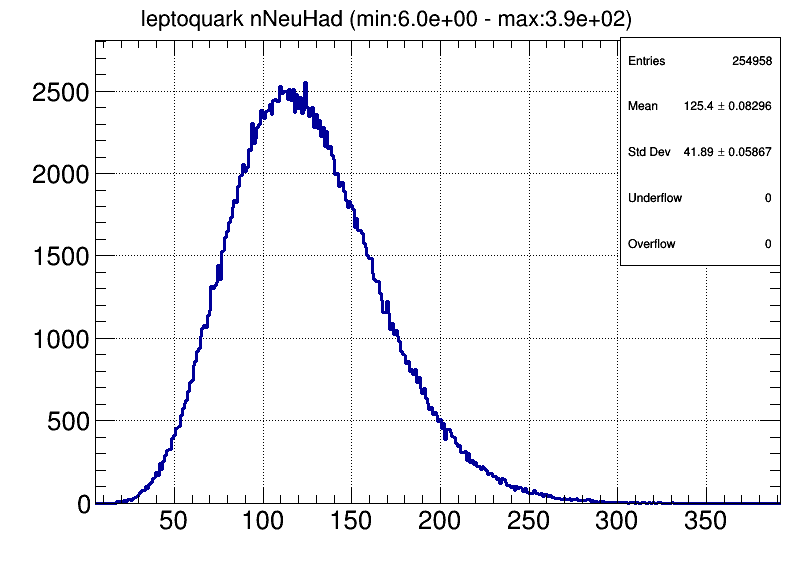 leptoquark nNeuHad (min:6.0e+00 - max:3.9e+02)
Entries 254958
Mean 125.4 ± 0.08296
Std Dev 41.89 ± 0.05867
Underflow 0
Overflow 0
2500
2000
1500
1000
500
0
50 100 150 200 250 300 350